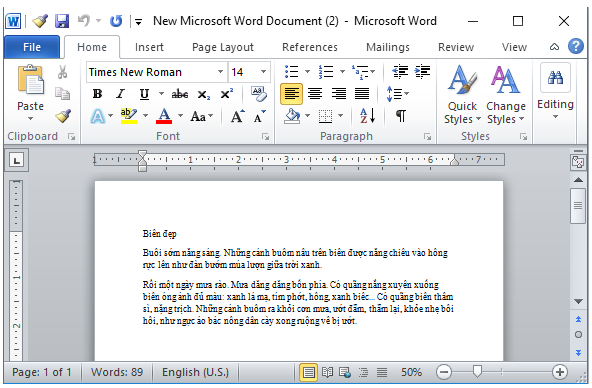 New Microsoft Word Document (2) - Microsoft Word
File Home Insert Page Layout References Mailings Review View
Times New Roman 14
Paste
B I U abc x₂ x²
Quick Styles
Change Styles
Editing
A ab A Aa A A
Clipboard Font Paragraph Styles
1 1 2 3 4 5 6 7
Biển đẹp
Buổi sớm nắng sáng. Những cánh buồm nâu trên biển được nắng chiếu vào hồng
rực lên như đàn bướm múa lượn giữa trời xanh.
Rồi một ngày mưa rào. Mưa dăng dăng bốn phía. Có quãng nắng xuyên xuống
biển óng ánh đủ màu: xanh lá mạ, tím phớt, hồng, xanh biếc... Có quãng biển thâm
sì, nặng trịch. Những cánh buồm ra khỏi cơn mưa, ướt đẫm, thẫm lại, khỏe nhẹ bồi
hồi, như ngực áo bác nông dân cày xong ruộng về bị ướt.
Page: 1 of 1 Words: 89 English (U.S.) 50%